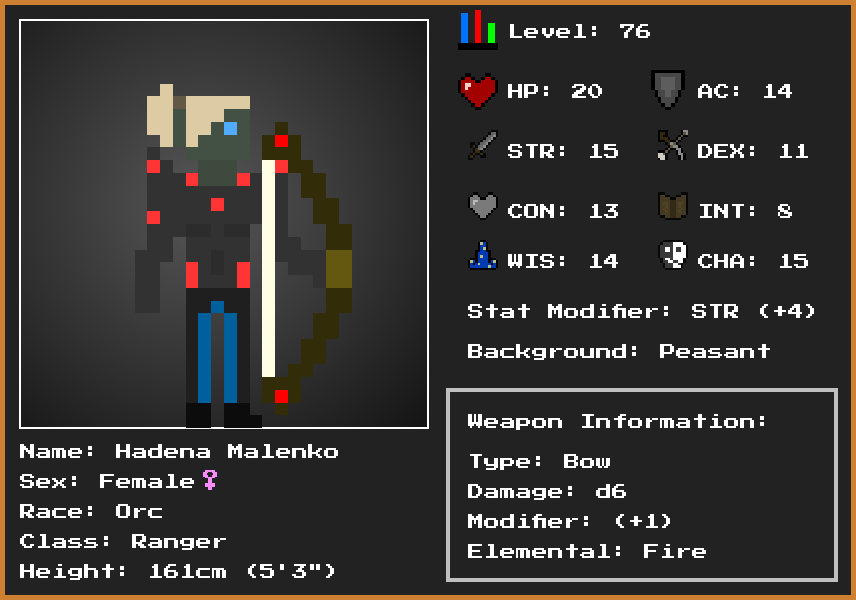 Level: 76
HP: 20
AC: 14
STR: 15
DEX: 11
CON: 13
INT: 8
WIS: 14
CHA: 15
Stat Modifier: STR (+4)
Background: Peasant
Weapon Information:
Type: Bow
Damage: d6
Modifier: (+1)
Elemental: Fire
Name: Hadena Malenko
Sex: Female♀
Race: Orc
Class: Ranger
Height: 161cm (5'3")